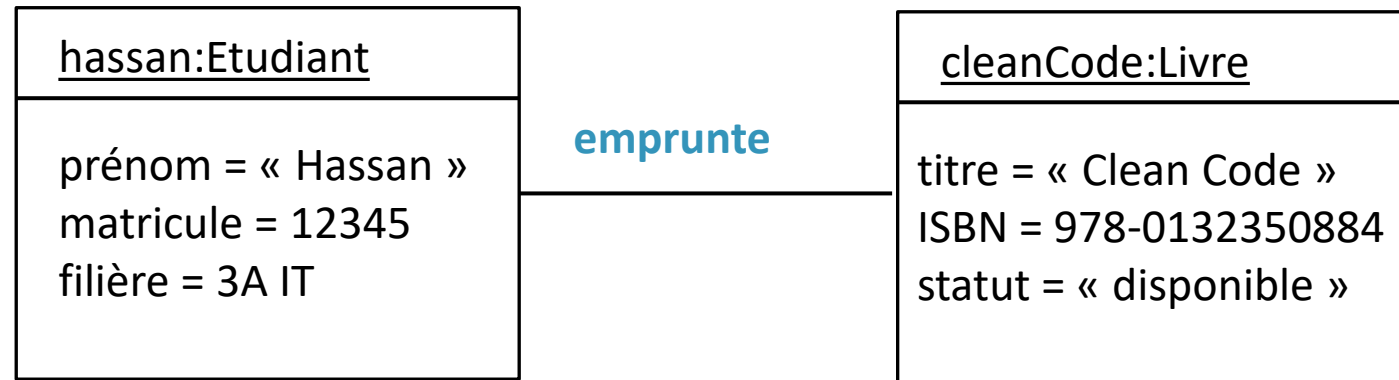 hassan:Etudiant
prénom = « Hassan »
matricule = 12345
filière = 3A IT
emprunte
cleanCode:Livre
titre = « Clean Code »
ISBN = 978-0132350884
statut = « disponible »